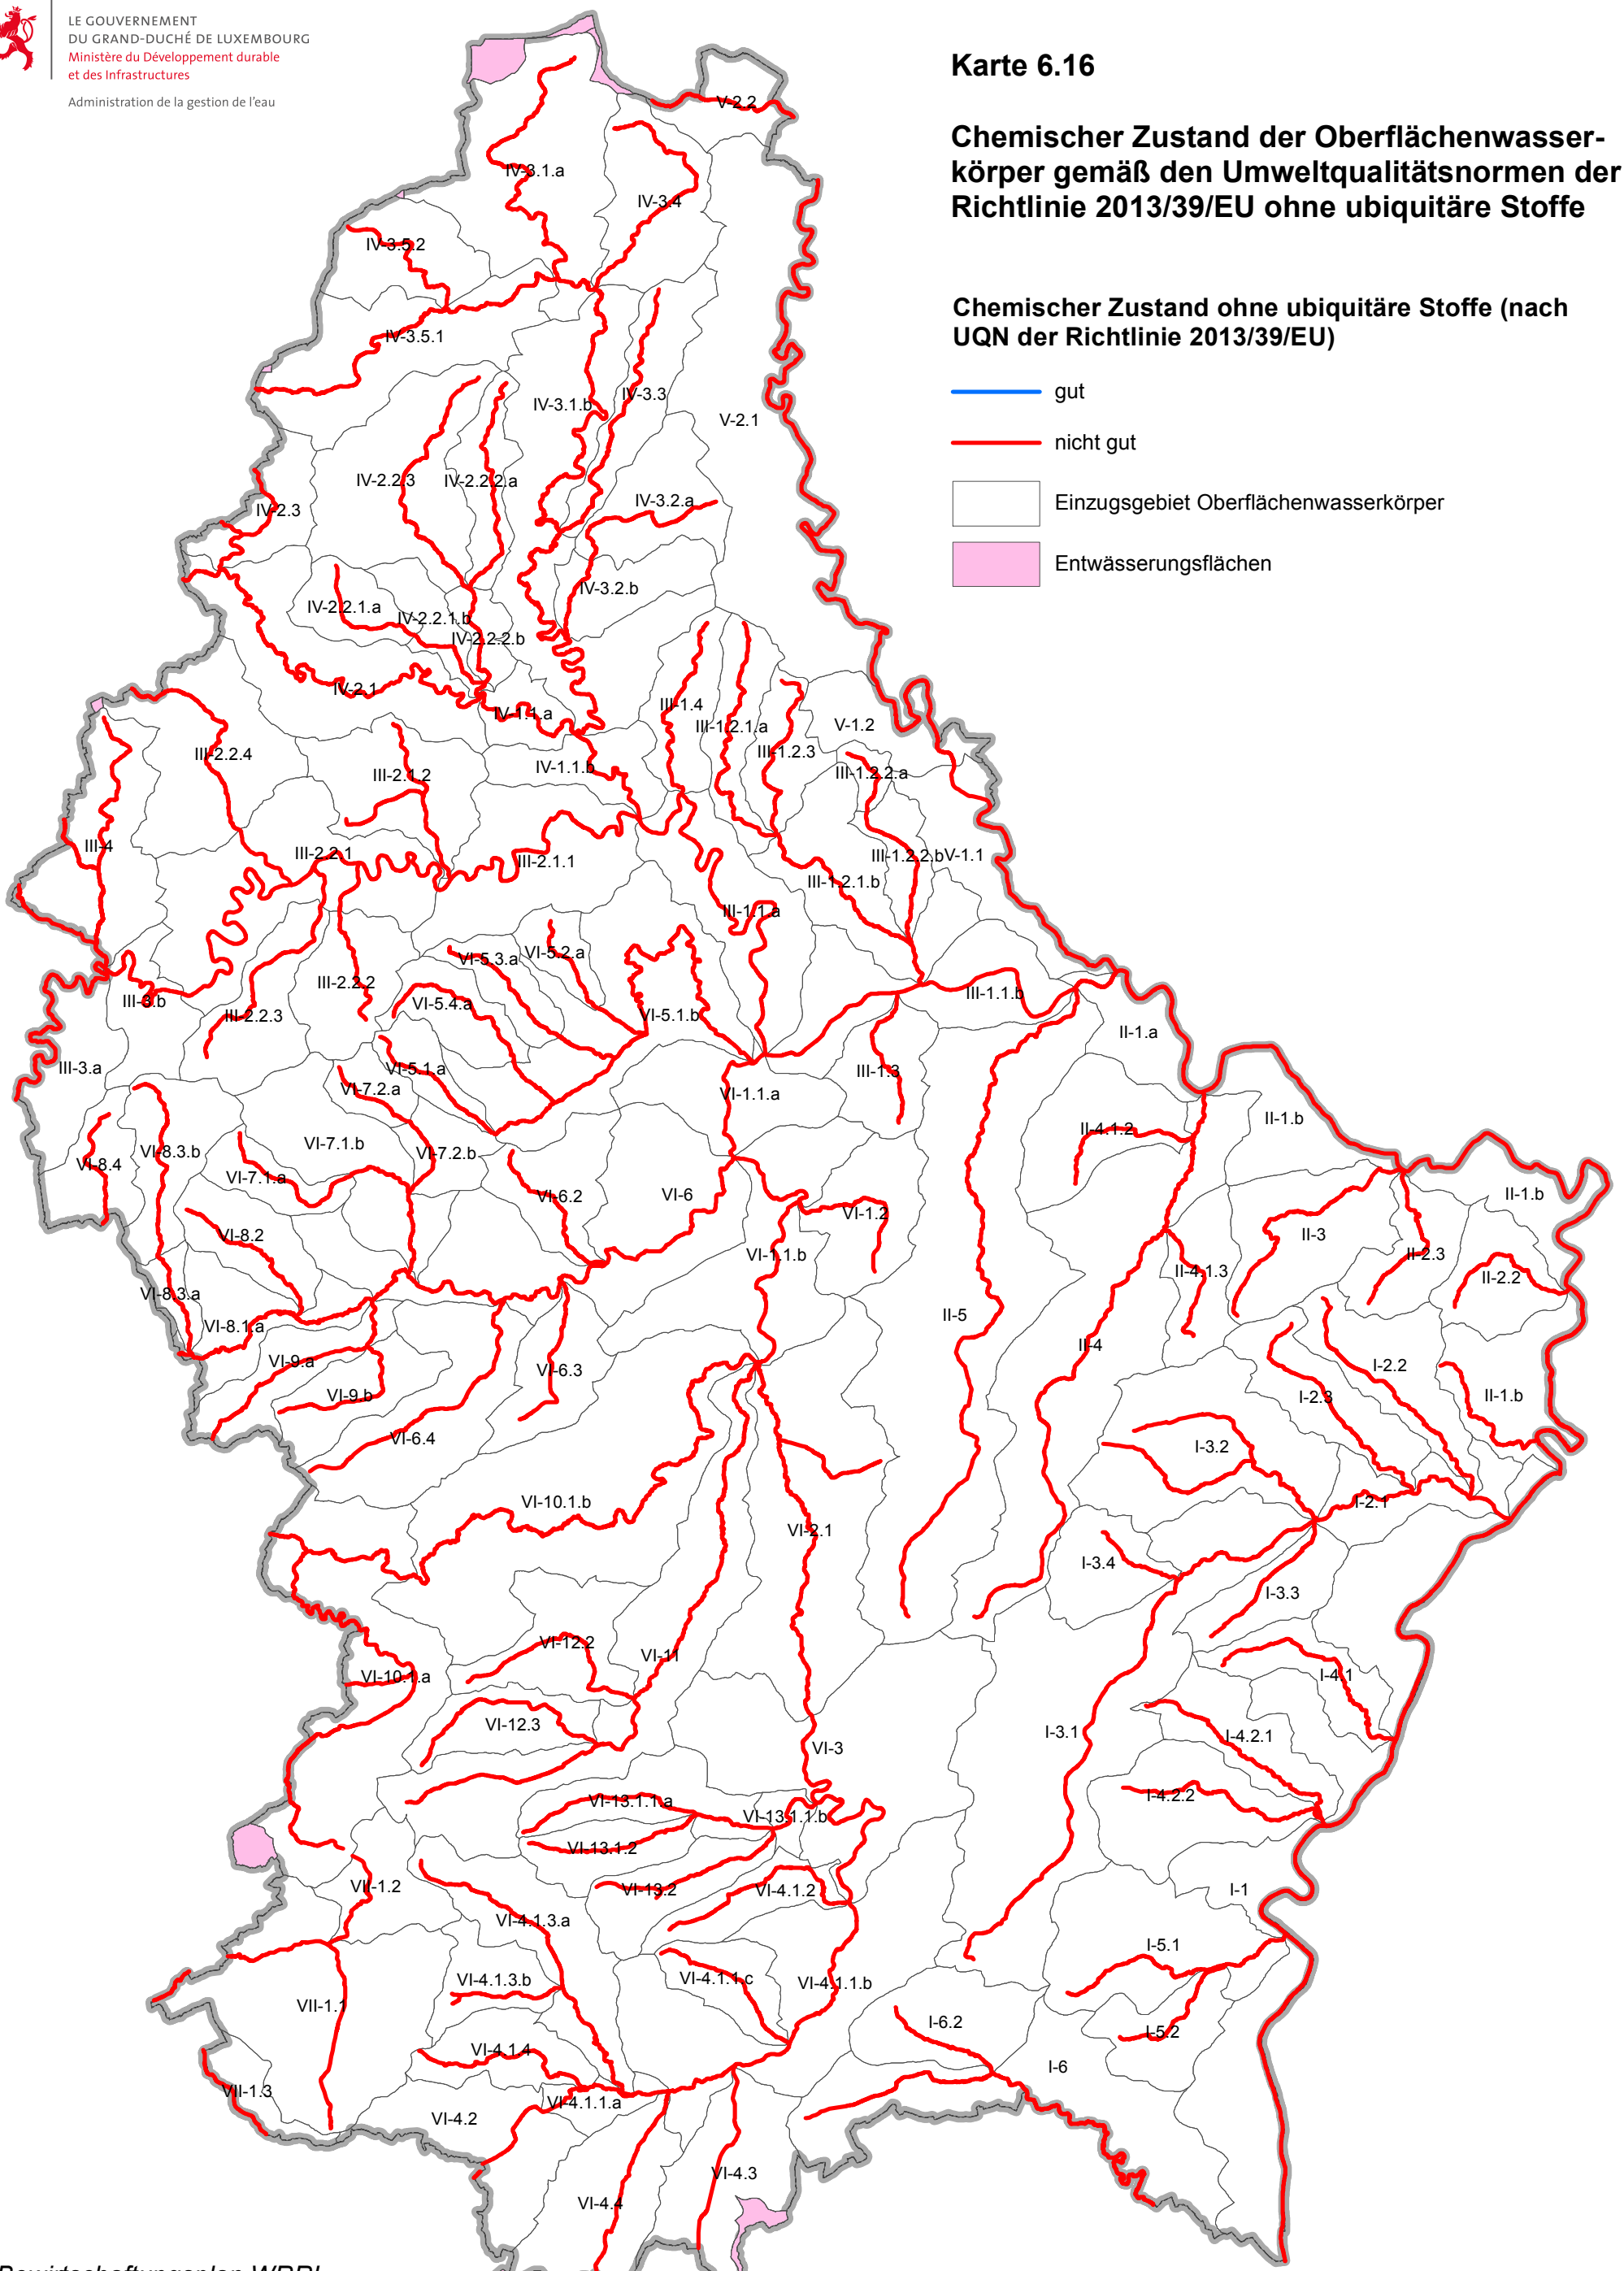 LE GOUVERNEMENT
DU GRAND-DUCHÉ DE LUXEMBOURG
Ministère du Développement durable
et des Infrastructures
Administration de la gestion de l'eau
Karte 6.16
Chemischer Zustand der Oberflächenwasser-
körper gemäß den Umweltqualitätsnormen der
Richtlinie 2013/39/EU ohne ubiquitäre Stoffe
Chemischer Zustand ohne ubiquitäre Stoffe (nach
UQN der Richtlinie 2013/39/EU)
gut
nicht gut
Einzugsgebiet Oberflächenwasserkörper
Entwässerungsflächen
V-2.2
IV-3.1.a
IV-3.4
IV-3.5.2
IV-3.5.1
IV-3.1.b
IV-3.3
V-2.1
IV-2.2.3
IV-2.2.2.a
IV-3.2.a
IV-2.3
IV-3.2.b
IV-2.2.1.a
IV-2.2.1.b
IV-2.2.2.b
IV-2.1
IV-1.1.a
III-1.4
III-1.2.1.a
V-1.2
III-1.2.3
III-2.2.4
IV-1.1.b
III-2.1.2
III-1.2.2.a
III-4
III-2.2.1
III-2.1.1
III-1.2.2.b
V-1.1
III-1.2.1.b
III-1.1.a
VI-5.3.a
VI-5.2.a
III-2.2.2
III-1.1.b
III-3.b
VI-5.4.a
III-2.2.3
VI-5.1.b
II-1.a
III-3.a
VI-5.1.a
III-1.3
VI-7.2.a
VI-1.1.a
II-1.b
II-4.1.2
VI-8.3.b
VI-7.1.b
VI-7.2.b
VI-8.4
VI-7.1.a
VI-6.2
VI-6
II-1.b
VI-1.2
VI-8.2
II-3
VI-1.1.b
II-2.3
II-4.1.3
II-2.2
VI-8.3.a
II-5
VI-8.1.a
II-4
VI-9.a
I-2.2
VI-6.3
VI-9.b
I-2.3
II-1.b
VI-6.4
I-3.2
VI-10.1.b
I-2.1
VI-2.1
I-3.4
I-3.3
VI-12.2
VI-11
VI-10.1.a
I-4.1
VI-12.3
I-3.1
I-4.2.1
VI-3
I-4.2.2
VI-13.1.1.a
VI-13.1.1.b
VI-13.1.2
VII-1.2
VI-13.2
VI-4.1.2
I-1
VI-4.1.3.a
I-5.1
VI-4.1.3.b
VI-4.1.1.c
VI-4.1.1.b
VII-1.1
I-6.2
I-5.2
VI-4.1.4
I-6
VII-1.3
VI-4.1.1.a
VI-4.2
VI-4.3
VI-4.4